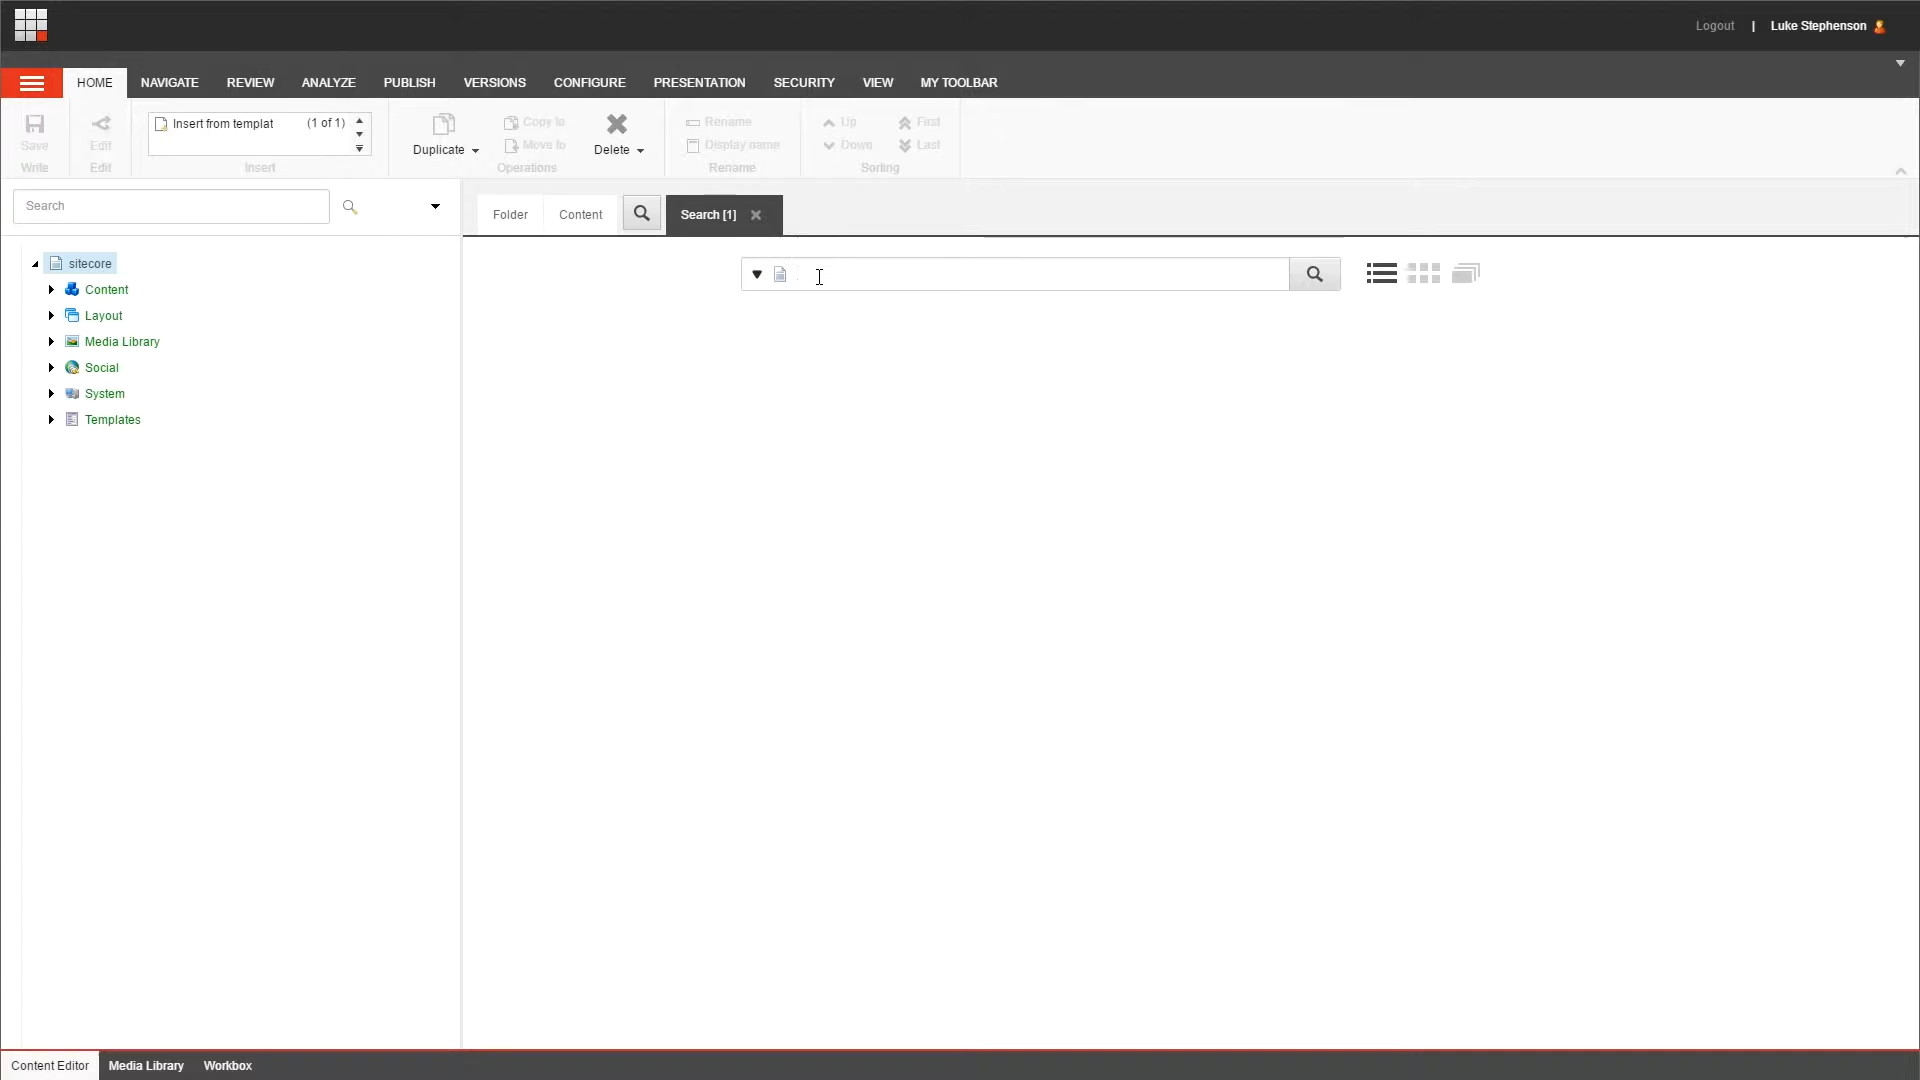 Logout | Luke Stephenson
HOME NAVIGATE REVIEW ANALYZE PUBLISH VERSIONS CONFIGURE PRESENTATION SECURITY VIEW MY TOOLBAR
Insert from templat (1 of 1)
Copy to
Rename
Up
First
Save
Edit
Duplicate
Move to
Delete
Display name
Down
Last
Write
Edit
Insert
Operations
Rename
Sorting
Search
Folder
Content
Search [1]
sitecore
Content
Layout
Media Library
Social
System
Templates
Content Editor Media Library Workbox